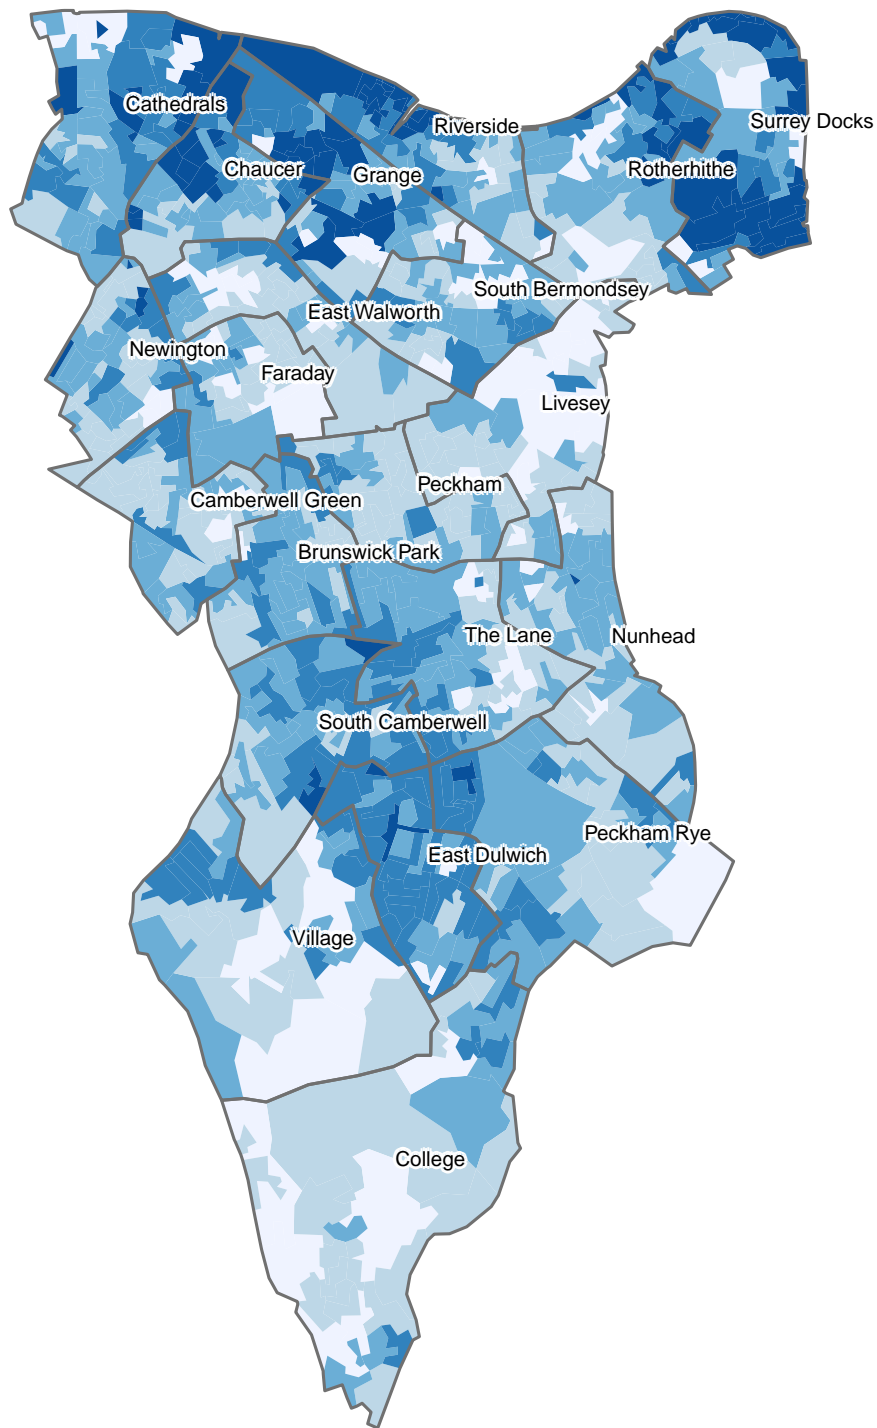 Cathedrals
Riverside
Surrey Docks
Chaucer
Grange
Rotherhithe
South Bermondsey
East Walworth
Newington
Faraday
Livesey
Peckham
Camberwell Green
Brunswick Park
The Lane
Nunhead
South Camberwell
Peckham Rye
East Dulwich
Village
College